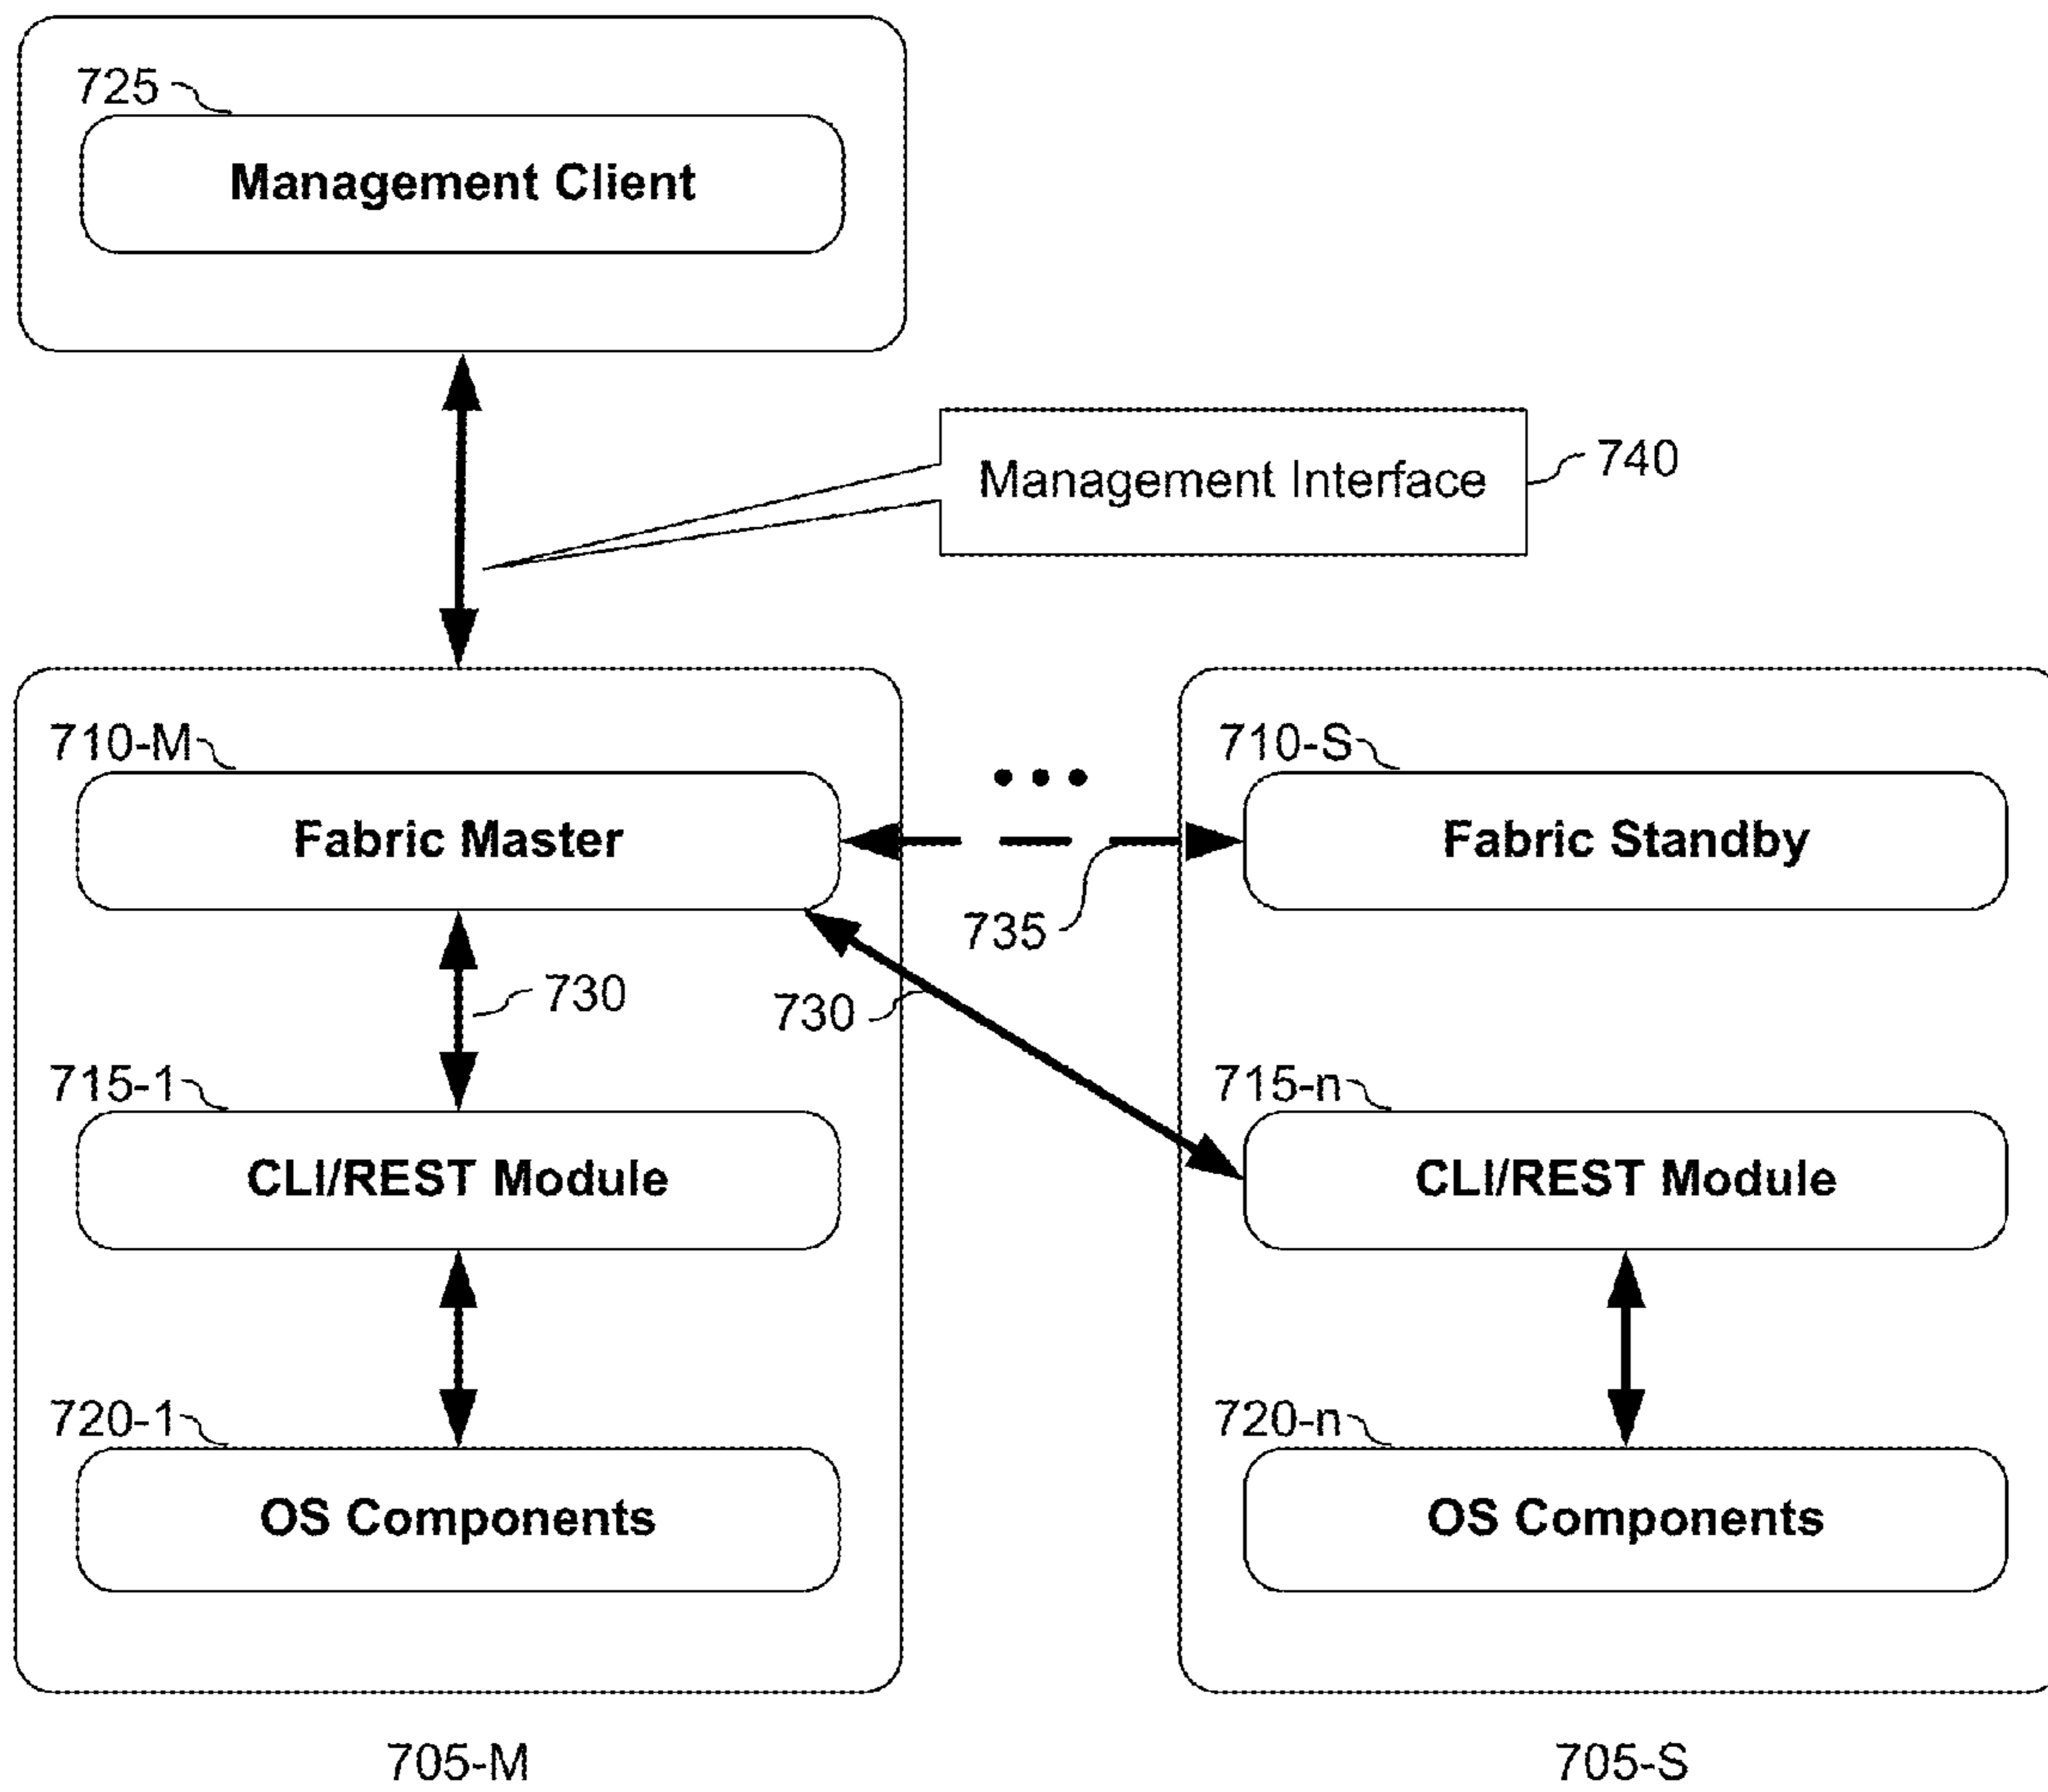 725
Management Client
Management Interface
740
710-M
Fabric Master
735
710-S
Fabric Standby
730
730
715-1
CLI/REST Module
715-n
CLI/REST Module
720-1
OS Components
720-n
OS Components
705-M
705-S